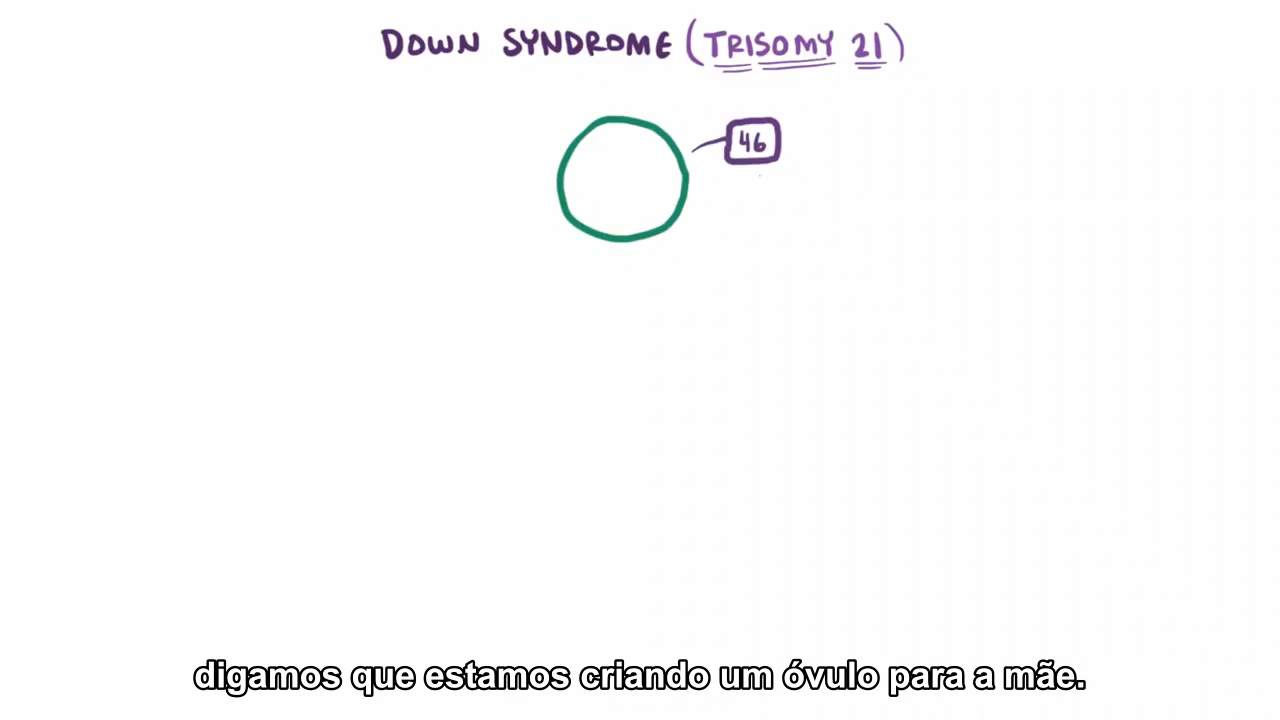 DOWN SYNDROME (TRISOMY 21)
46
digamos que estamos criando um óvulo para a mãe.